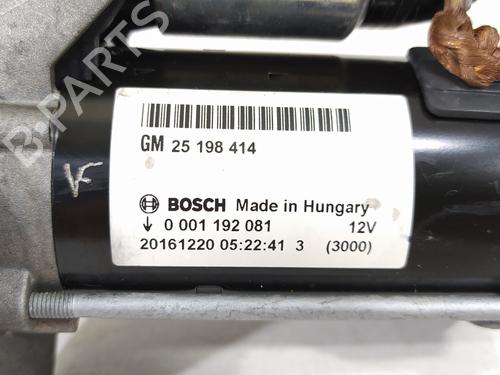 GM 25 198 414
BOSCH Made in Hungary
0 001 192 081 12V
20161220 05:22:41 3 (3000)
B-PARTS